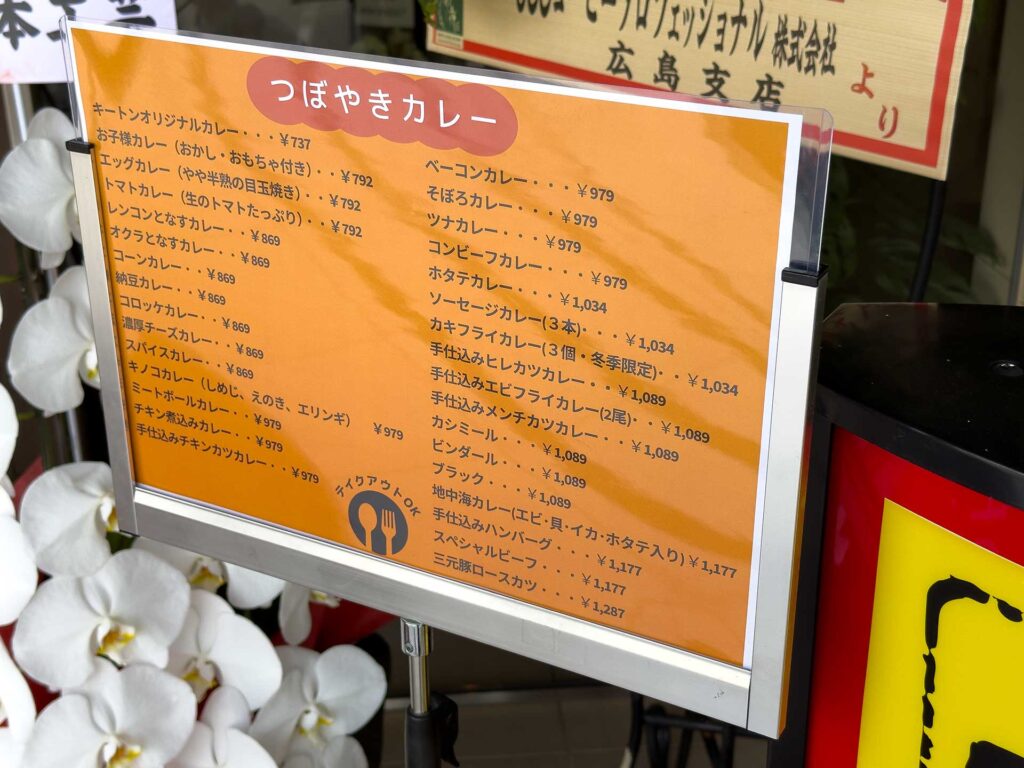 つぼやきカレー
キートンオリジナルカレー・・・￥737
お子様カレー（おかし・おもちゃ付き）・・￥792
エッグカレー（やや半熟の目玉焼き）・・￥792
トマトカレー（生のトマトたっぷり）・・￥792
レンコンとなすカレー・・￥869
オクラとなすカレー・・￥869
コーンカレー・・￥869
納豆カレー・・￥869
コロッケカレー・・￥869
濃厚チーズカレー・・￥869
スパイスカレー・・￥869
キノコカレー（しめじ、えのき、エリンギ）　￥979
ミートボールカレー・・￥979
チキン煮込みカレー・・￥979
手仕込みチキンカツカレー・・￥979
テイクアウトOK
ベーコンカレー・・・￥979
そぼろカレー・・・￥979
ツナカレー・・・￥979
コンビーフカレー・・・￥979
ホタテカレー・・・￥1,034
ソーセージカレー(３本)・・・￥1,034
カキフライカレー(３個・冬季限定)・・￥1,034
手仕込みヒレカツカレー・・￥1,089
手仕込みエビフライカレー(2尾)・・￥1,089
手仕込みメンチカツカレー・・￥1,089
カシミール・・・￥1,089
ビンダール・・・￥1,089
ブラック・・・￥1,089
地中海カレー(エビ・貝・イカ・ホタテ入り)￥1,177
手仕込みハンバーグ・・・￥1,177
スペシャルビーフ・・・￥1,177
三元豚ロースカツ・・・￥1,287
プロフェッショナル 株式会社
広島支店
より